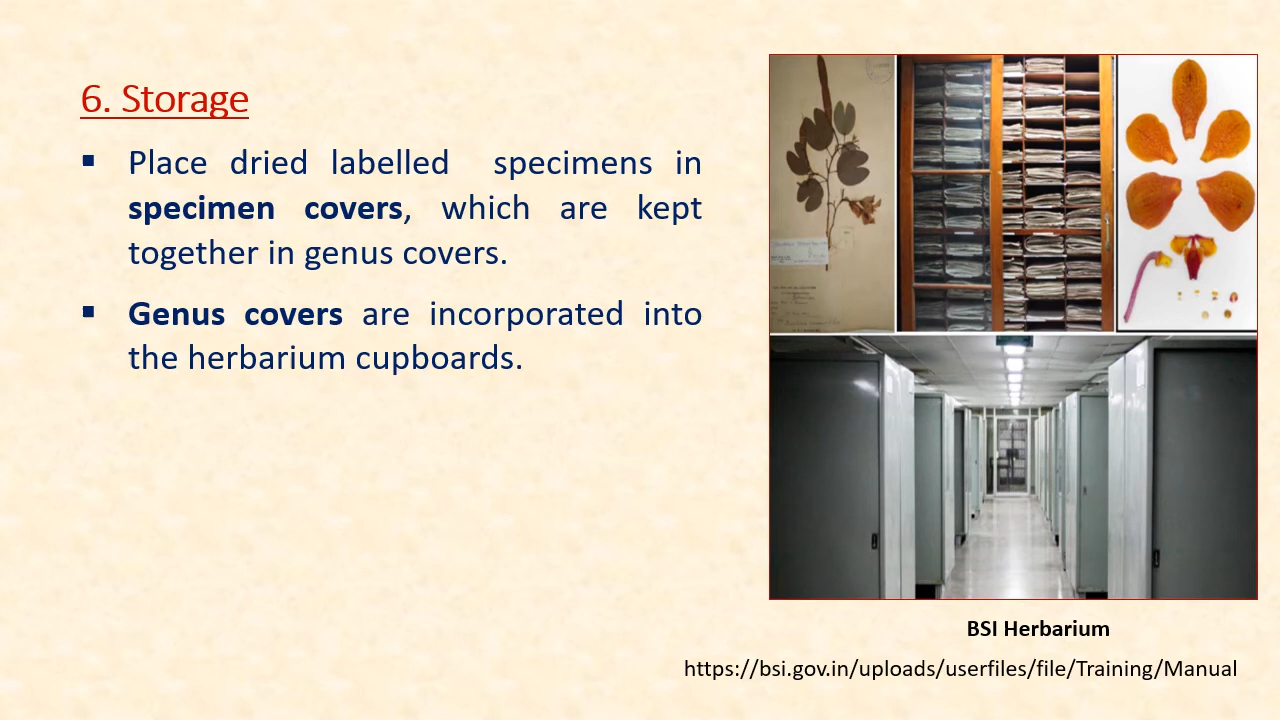 6. Storage
▪ Place dried labelled specimens in
specimen covers, which are kept
together in genus covers.
▪ Genus covers are incorporated into
the herbarium cupboards.
BSI Herbarium
https://bsi.gov.in/uploads/userfiles/file/Training/Manual